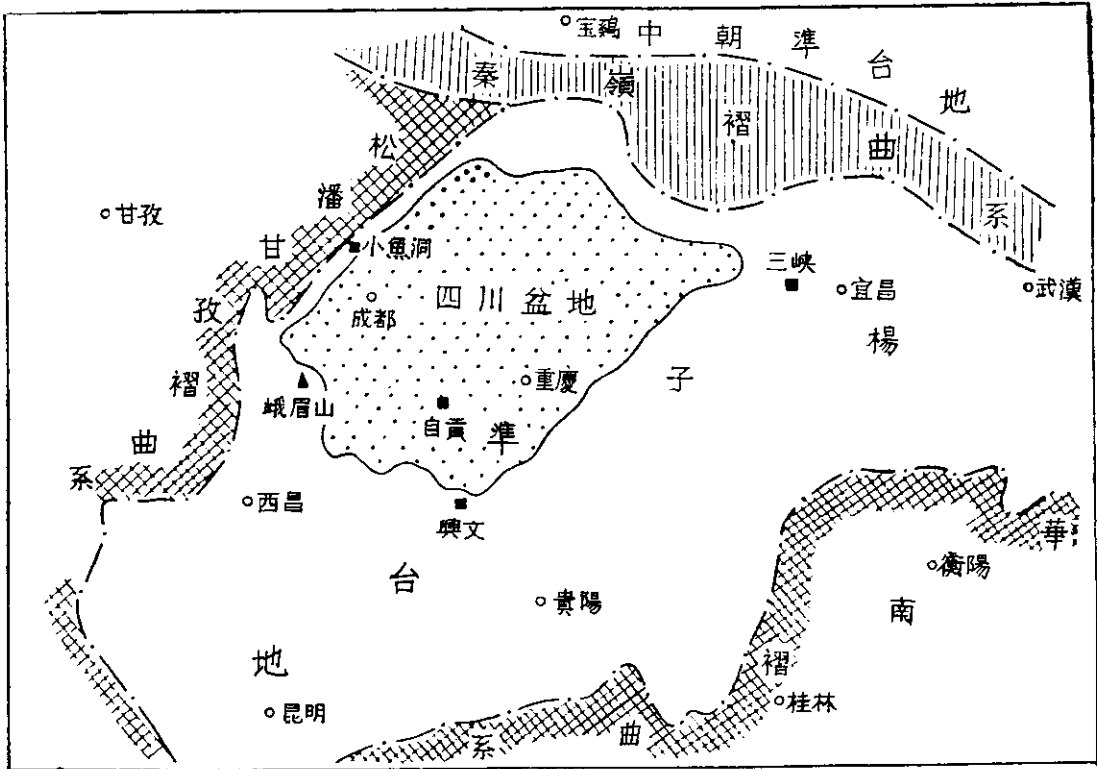 宝鷄
中朝準台地
秦嶺褶曲系
松潘甘孜褶曲系
甘孜
小魚洞
四川盆地
成都
三峡
宜昌
武漢
楊子準台地
重慶
峨眉山
自貢
西昌
興文
華南褶曲系
衡陽
貴陽
桂林
昆明